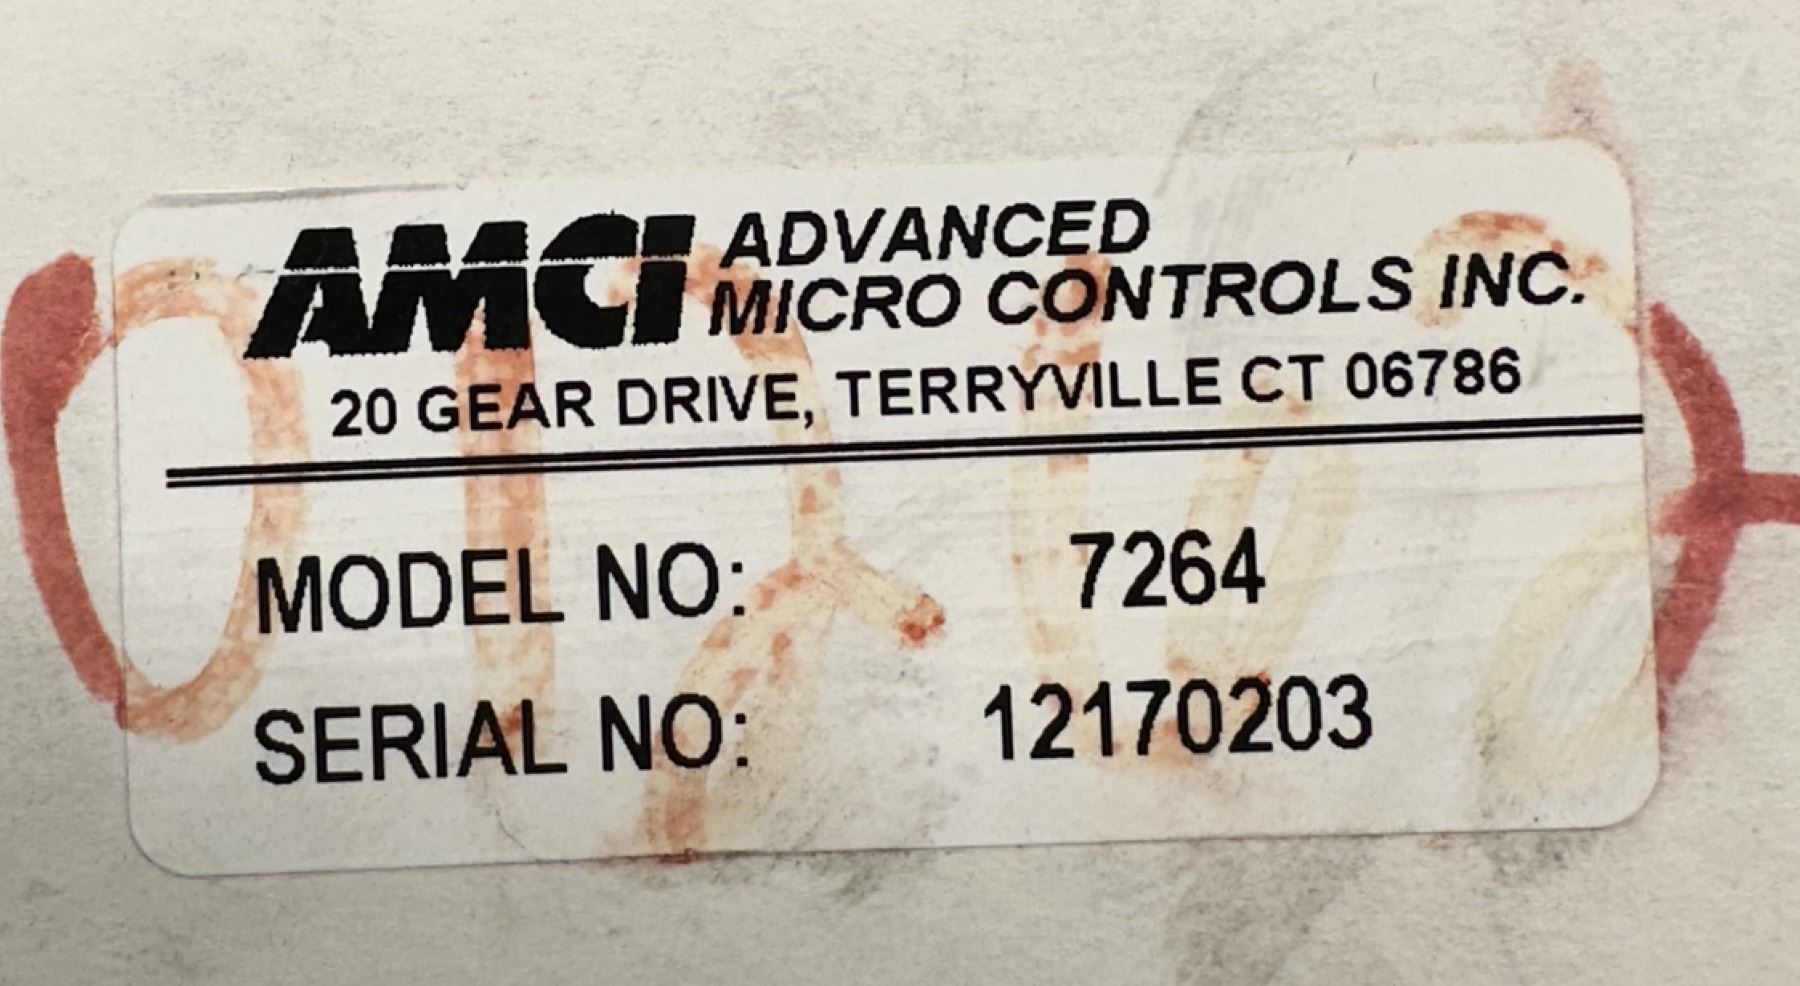 AMCI ADVANCED
MICRO CONTROLS INC.
20 GEAR DRIVE, TERRYVILLE CT 06786
MODEL NO: 7264
SERIAL NO: 12170203